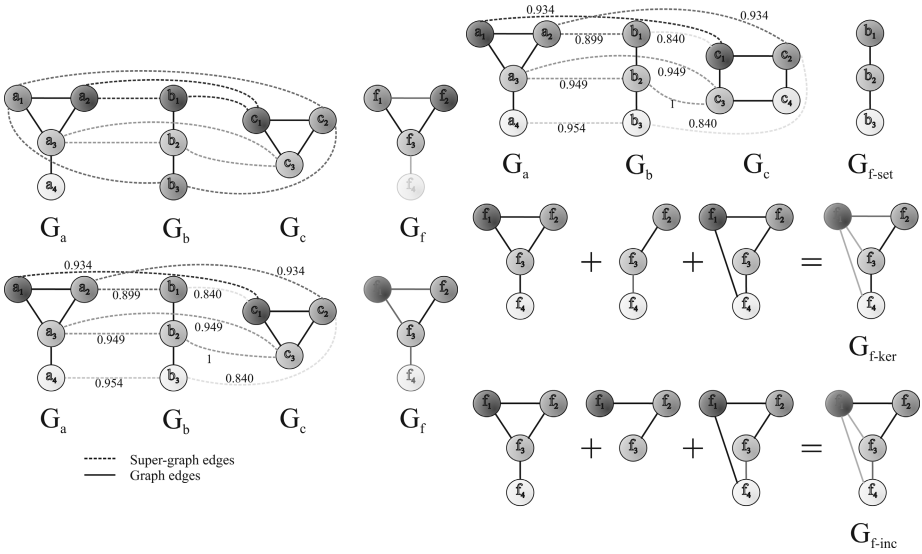 a1 a2 b1 c1 c2 f1 f2
a3 b2 c3 f3
a4 b3 f4
Ga Gb Gc Gf
0.934 0.934
a1 a2 0.899 b1 0.840 c1 c2 f1 f2
a3 0.949 b2 0.949 1 c3 f3
a4 0.954 b3 0.840 f4
Ga Gb Gc Gf
Super-graph edges
Graph edges
0.934 0.934
a1 a2 0.899 b1 0.840 c1 c2 b1
a3 0.949 b2 0.949 1 c3 c4 b2
a4 0.954 b3 0.840 b3
Ga Gb Gc Gf-set
f1 f2 f2 f1 f2 f1 f2
f3 + f3 + f3 = f3
f4 f4 f4 f4
Gf-ker
f1 f2 f1 f2 f1 f2 f2
f3 + f3 + f3 = f3
f4 f4 f4
Gf-inc